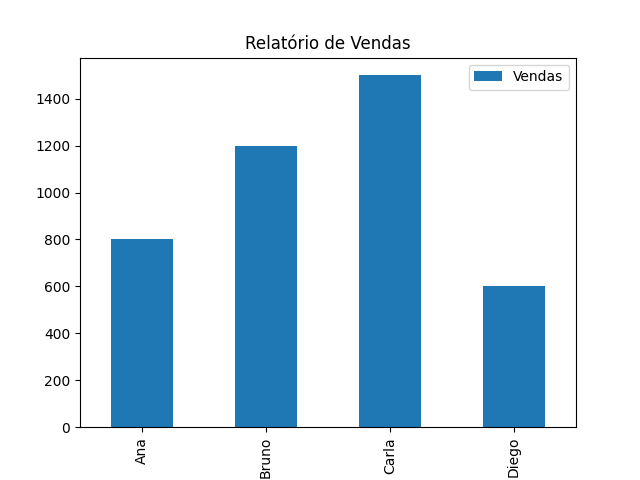 Relatório de Vendas
Vendas
1400
1200
1000
800
600
400
200
0
Ana
Bruno
Carla
Diego